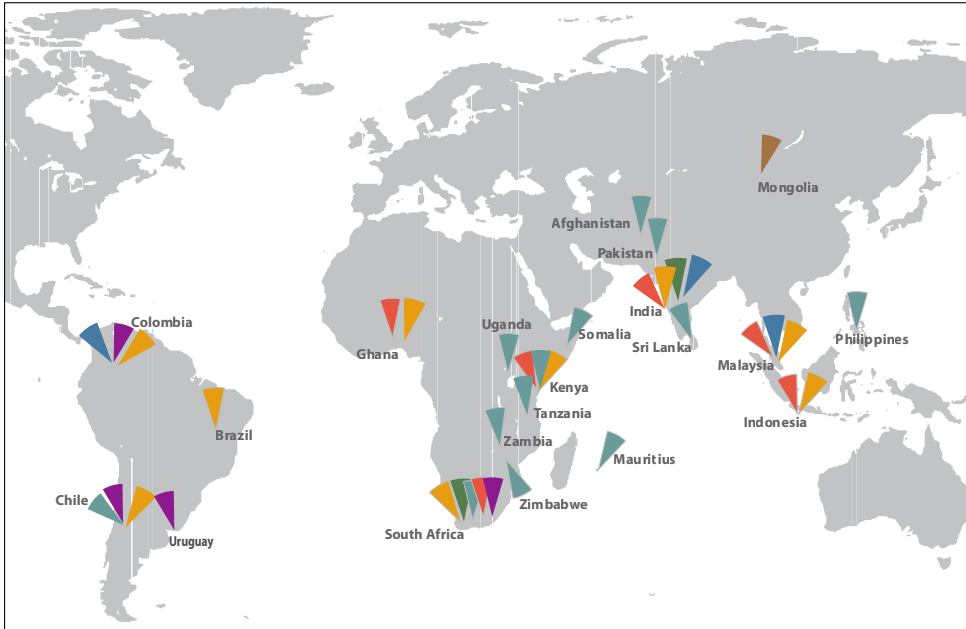 Mongolia
Afghanistan
Pakistan
India
Colombia
Uganda
Somalia
Sri Lanka
Philippines
Ghana
Malaysia
Kenya
Tanzania
Indonesia
Brazil
Zambia
Mauritius
Chile
Zimbabwe
South Africa
Uruguay